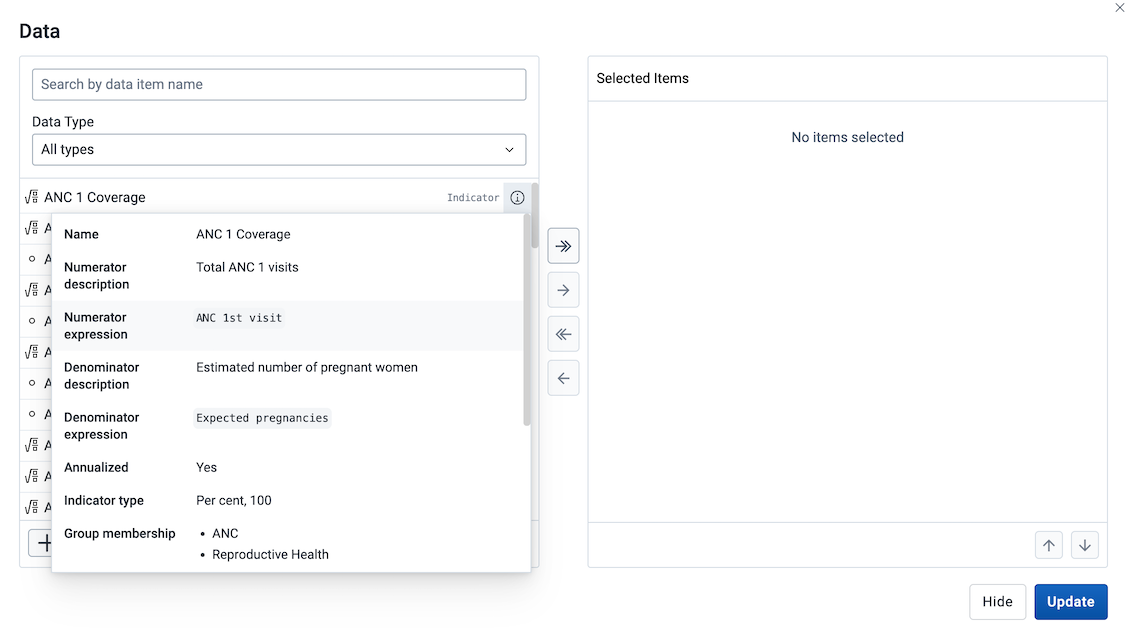 Data
Search by data item name
Data Type
All types
ANC 1 Coverage Indicator
A
A
A
A
A
A
A
A
A
A
Name ANC 1 Coverage
Numerator description Total ANC 1 visits
Numerator expression ANC 1st visit
Denominator description Estimated number of pregnant women
Denominator expression Expected pregnancies
Annualized Yes
Indicator type Per cent, 100
Group membership • ANC
• Reproductive Health
Selected Items
No items selected
Hide
Update